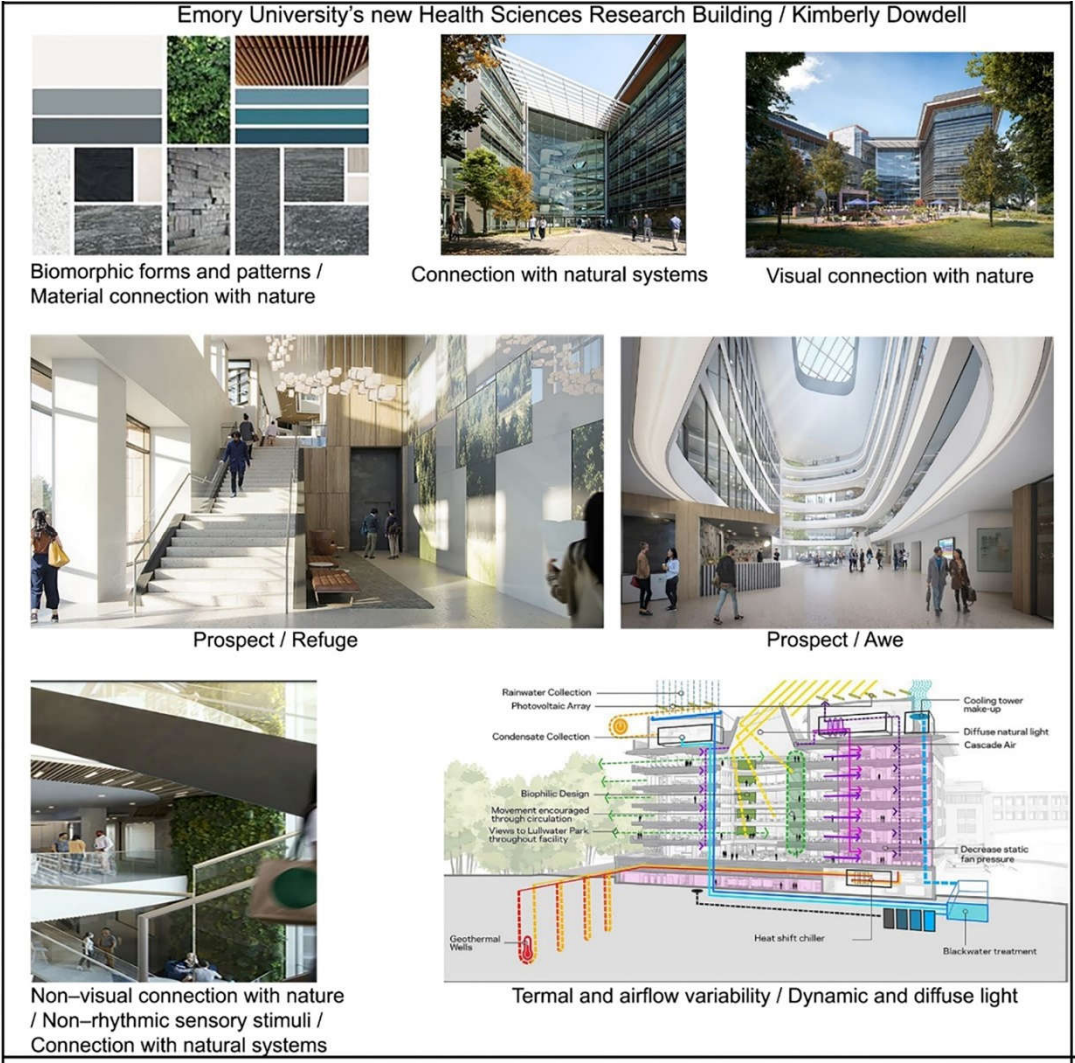 Emory University's new Health Sciences Research Building / Kimberly Dowdell
Biomorphic forms and patterns /
Material connection with nature
Connection with natural systems
Visual connection with nature
Prospect / Refuge
Prospect / Awe
Rainwater Collection
Photovoltaic Array
Condensate Collection
Biophilic Design
Movement encouraged
through circulation
Views to Lullwater Park
throughout facility
Geothermal
Wells
Cooling tower
make-up
Diffuse natural light
Cascade Air
Decrease static
fan pressure
Heat shift chiller
Blackwater treatment
Non–visual connection with nature
/ Non–rhythmic sensory stimuli /
Connection with natural systems
Termal and airflow variability / Dynamic and diffuse light